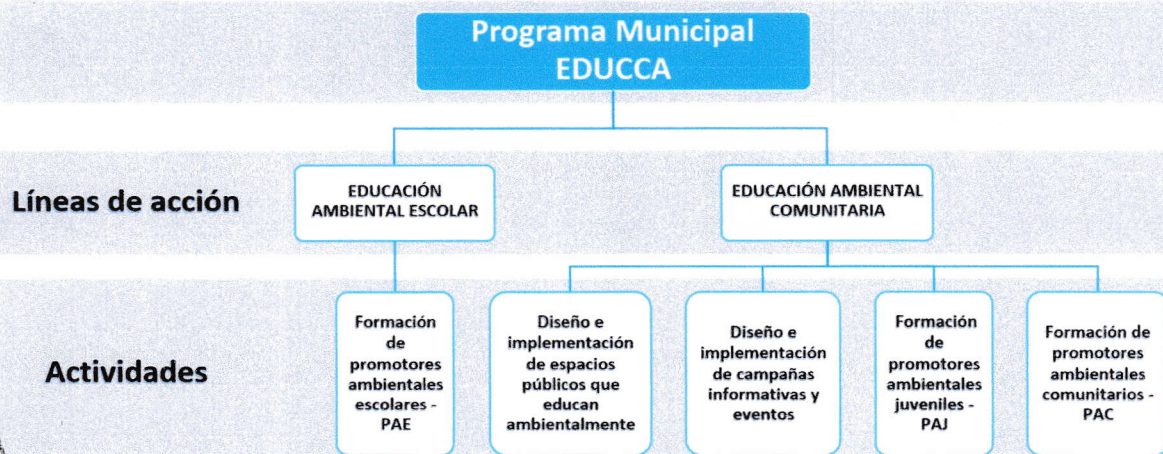 Programa Municipal
EDUCCA
Líneas de acción
EDUCACIÓN
AMBIENTAL ESCOLAR
EDUCACIÓN AMBIENTAL
COMUNITARIA
Actividades
Formación
de
promotores
ambientales
escolares -
PAE
Diseño e
implementación
de espacios
públicos que
educan
ambientalmente
Diseño e
implementación
de campañas
informativas y
eventos
Formación
de
promotores
ambientales
juveniles -
PAJ
Formación de
promotores
ambientales
comunitarios -
PAC